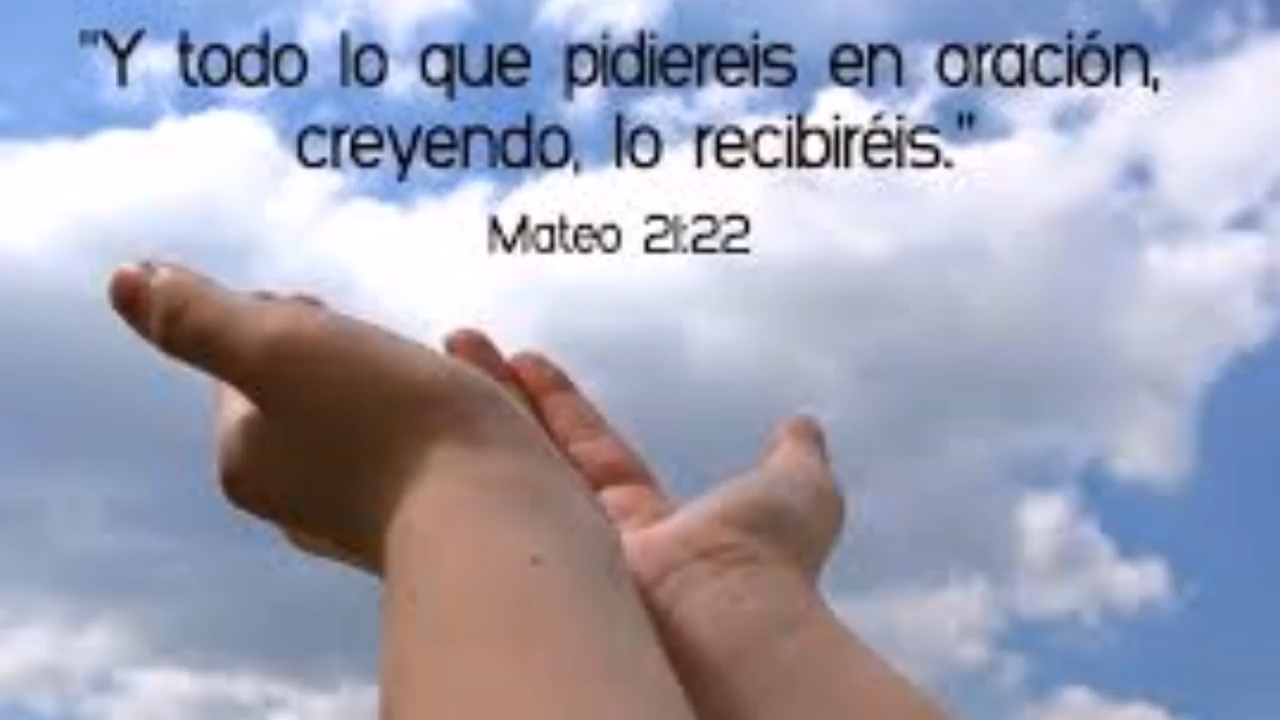 "Y todo lo que pidiereis en oración,
creyendo, lo recibiréis."
Mateo 21:22